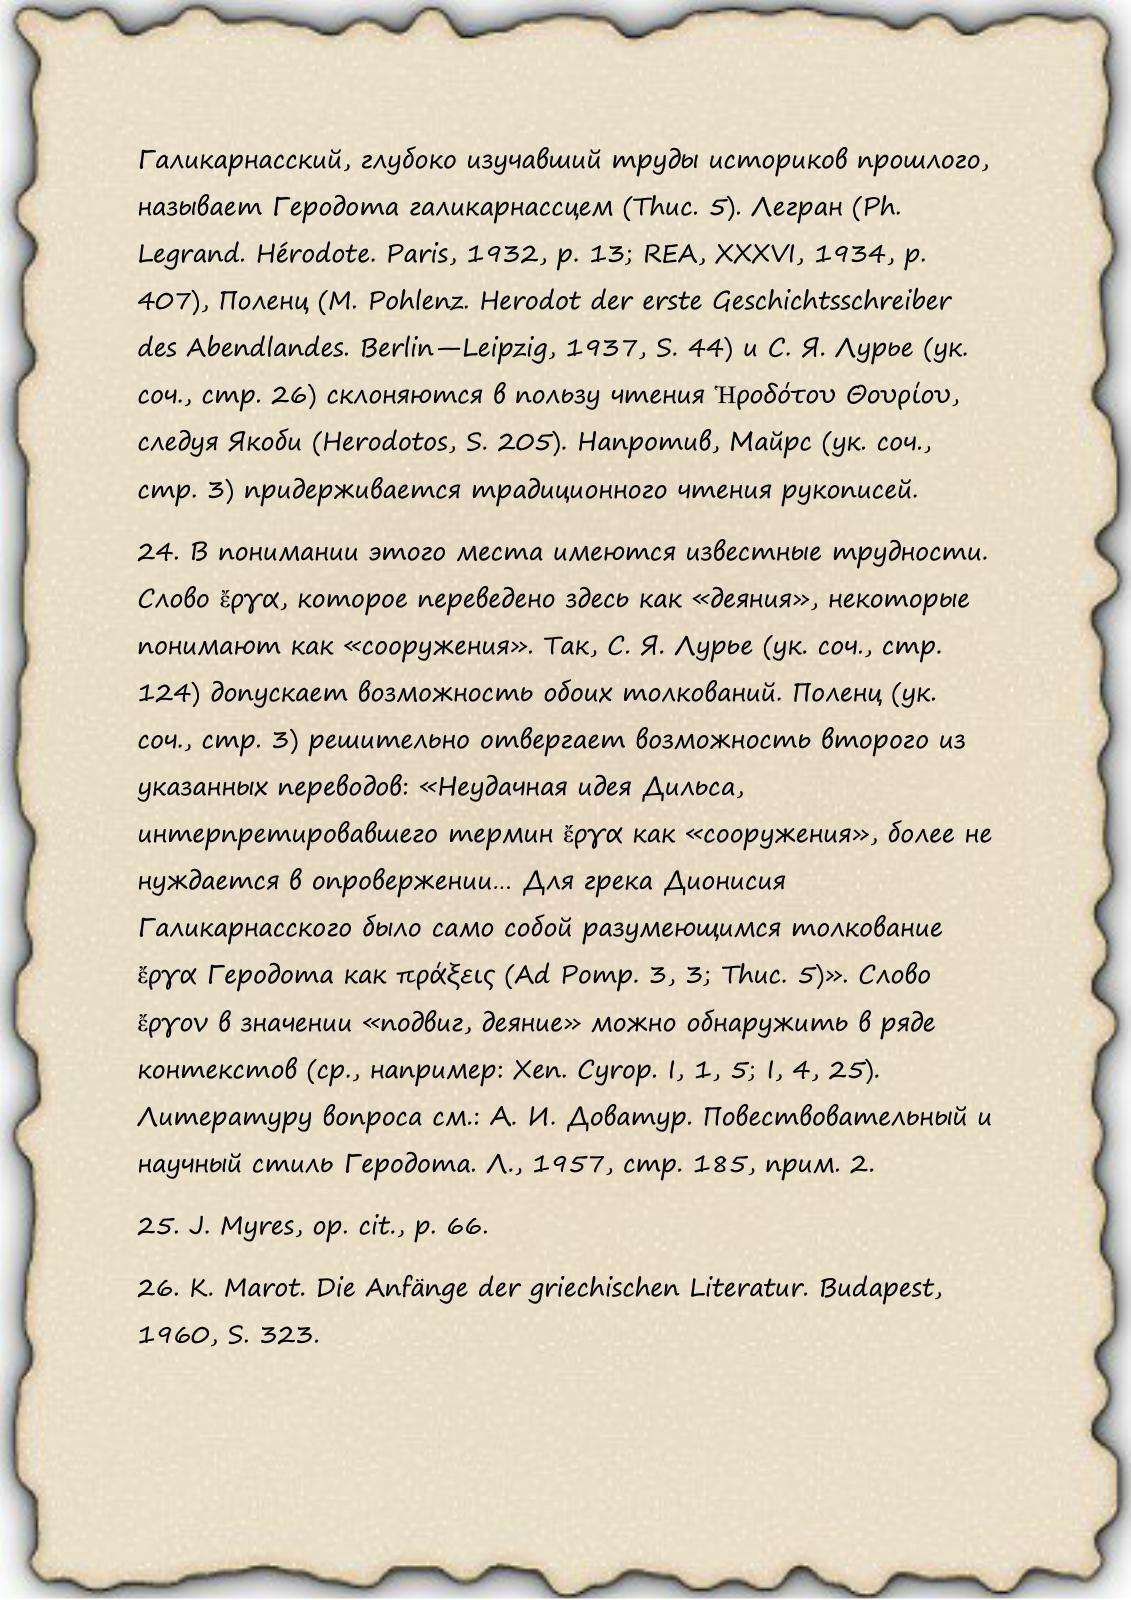 Галикарнасский, глубоко изучавший труды историков прошлого,
называет Геродота галикарнассцем (Thuc. 5). Легран (Ph.
Legrand. Hérodote. Paris, 1932, p. 13; REA, XXXVI, 1934, p.
407), Поленц (M. Pohlenz. Herodot der erste Geschichtsschreiber
des Abendlandes. Berlin—Leipzig, 1937, S. 44) и С. Я. Лурье (ук.
соч., стр. 26) склоняются в пользу чтения Ἡροδότου Θουρίου,
следуя Якоби (Herodotos, S. 205). Напротив, Майрс (ук. соч.,
стр. 3) придерживается традиционного чтения рукописей.
24. В понимании этого места имеются известные трудности.
Слово ἔργα, которое переведено здесь как «деяния», некоторые
понимают как «сооружения». Так, С. Я. Лурье (ук. соч., стр.
124) допускает возможность обоих толкований. Поленц (ук.
соч., стр. 3) решительно отвергает возможность второго из
указанных переводов: «Неудачная идея Дильса,
интерпретировавшего термин ἔργα как «сооружения», более не
нуждается в опровержении... Для грека Дионисия
Галикарнасского было само собой разумеющимся толкование
ἔργα Геродота как πράξεις (Ad Pomp. 3, 3; Thuc. 5)». Слово
ἔργον в значении «подвиг, деяние» можно обнаружить в ряде
контекстов (ср., например: Xen. Cyrop. I, 1, 5; I, 4, 25).
Литературу вопроса см.: А. И. Доватур. Повествовательный и
научный стиль Геродота. Л., 1957, стр. 185, прим. 2.
25. J. Myres, op. cit., p. 66.
26. K. Marot. Die Anfänge der griechischen Literatur. Budapest,
1960, S. 323.